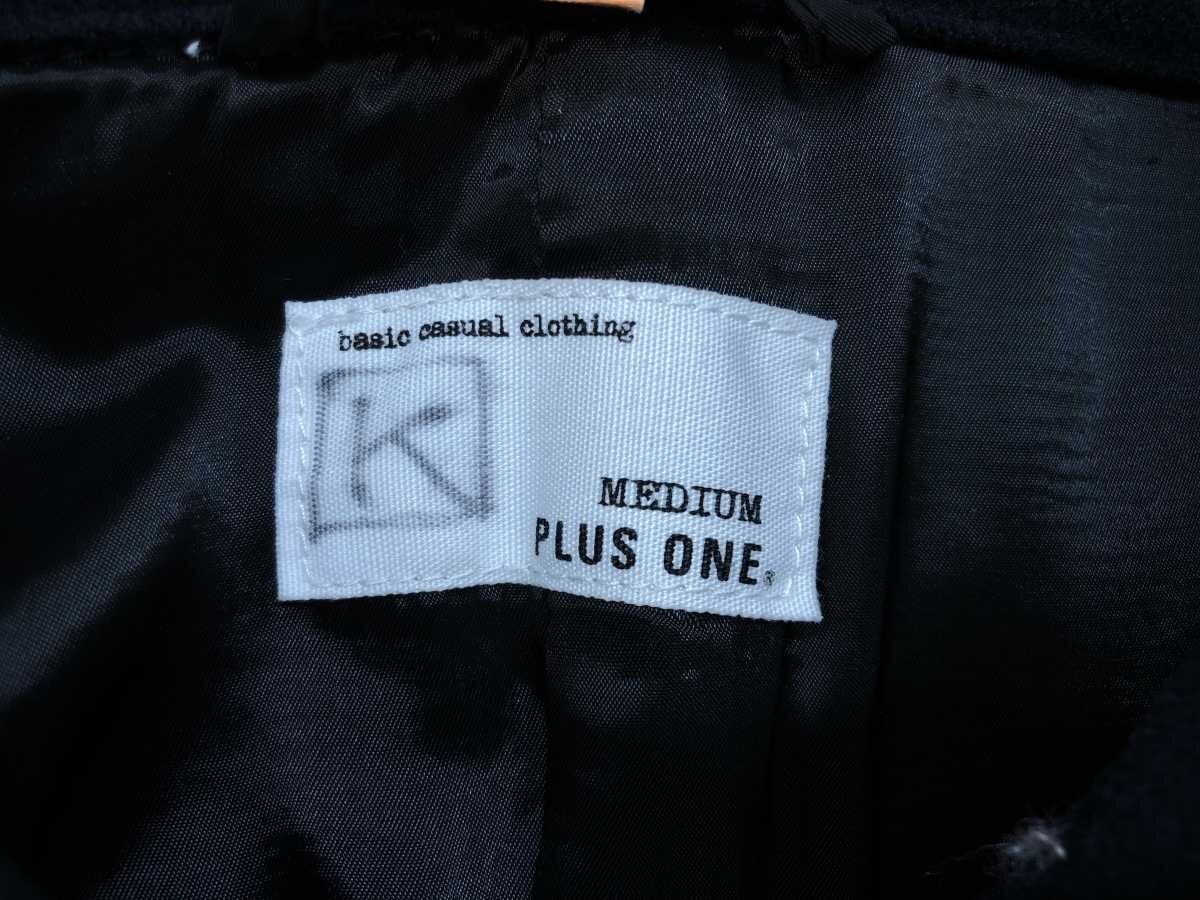 basic casual clothing
K
MEDIUM
PLUS ONE